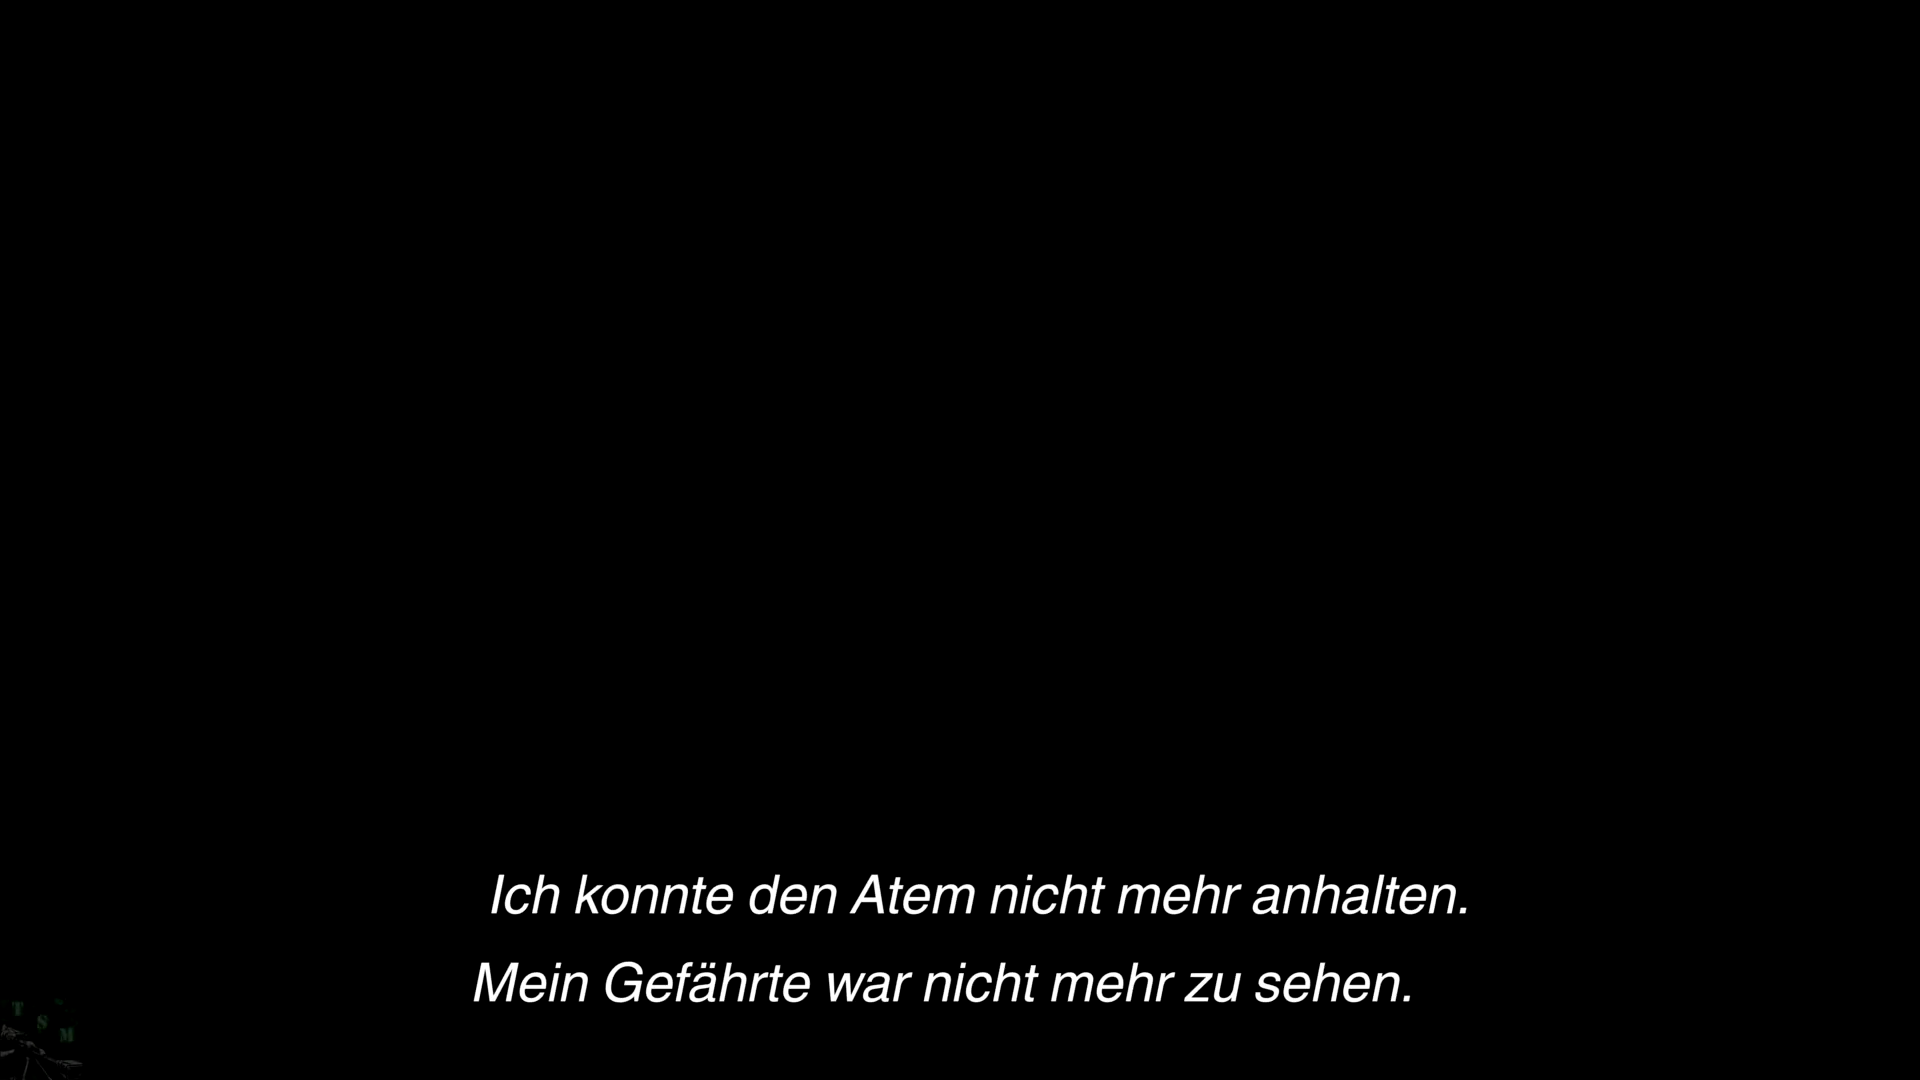 Ich konnte den Atem nicht mehr anhalten.
Mein Gefährte war nicht mehr zu sehen.
T
S
M